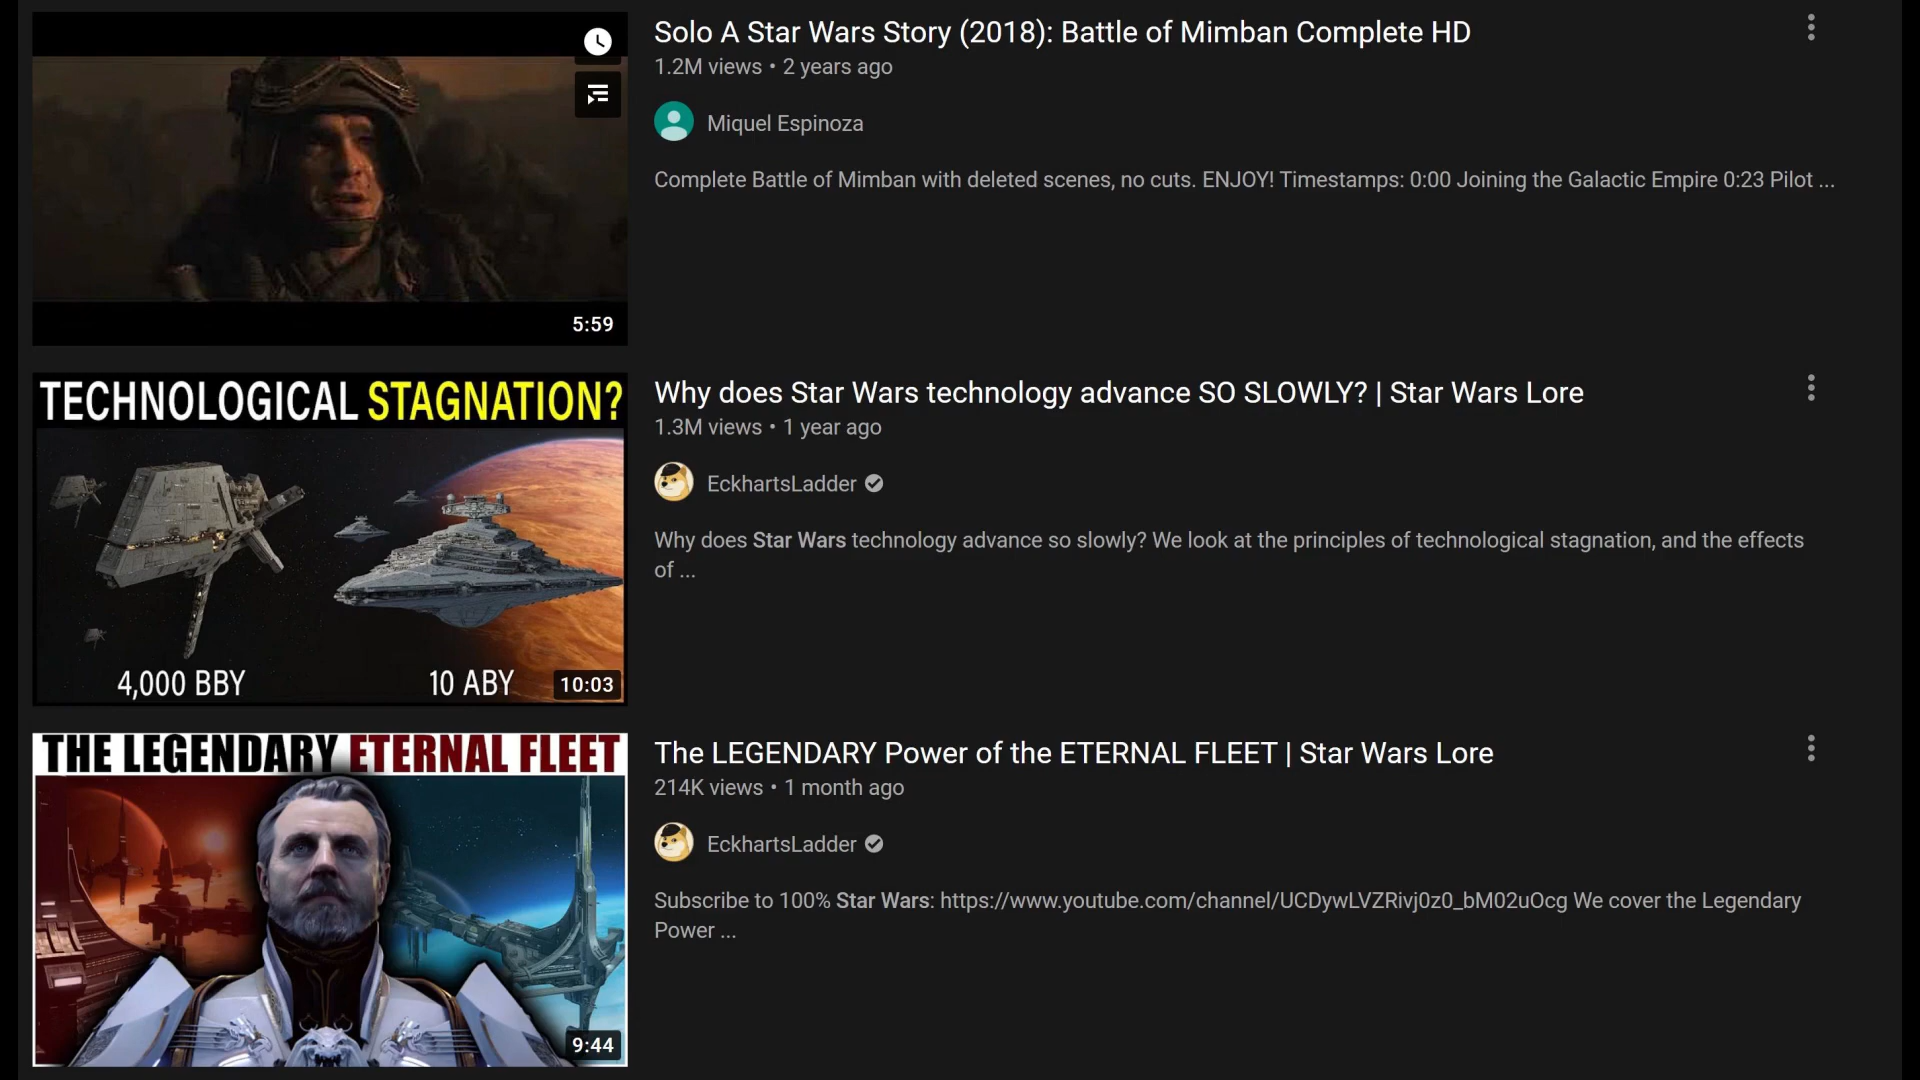 Solo A Star Wars Story (2018): Battle of Mimban Complete HD
1.2M views • 2 years ago
Miquel Espinoza
Complete Battle of Mimban with deleted scenes, no cuts. ENJOY! Timestamps: 0:00 Joining the Galactic Empire 0:23 Pilot ...
5:59
TECHNOLOGICAL STAGNATION?
4,000 BBY
10 ABY
10:03
Why does Star Wars technology advance SO SLOWLY? | Star Wars Lore
1.3M views • 1 year ago
EckhartsLadder
Why does Star Wars technology advance so slowly? We look at the principles of technological stagnation, and the effects
of ...
THE LEGENDARY ETERNAL FLEET
9:44
The LEGENDARY Power of the ETERNAL FLEET | Star Wars Lore
214K views • 1 month ago
EckhartsLadder
Subscribe to 100% Star Wars: https://www.youtube.com/channel/UCDywLVZRivj0z0_bM02uOcg We cover the Legendary
Power ...